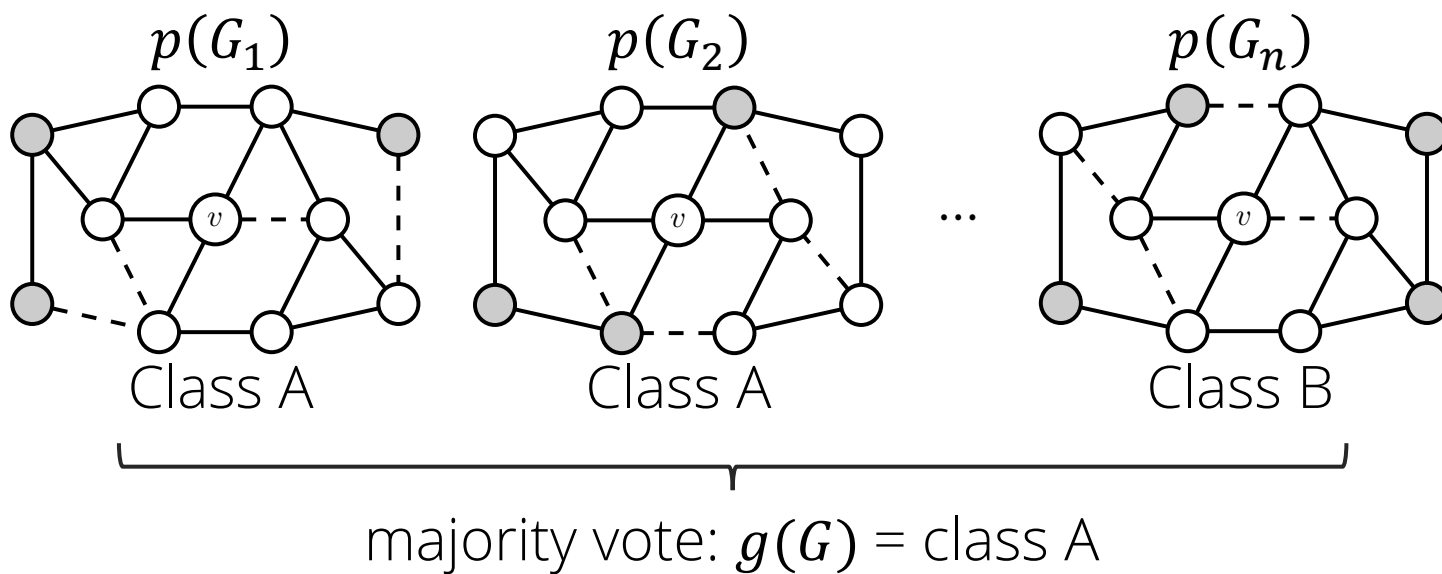 p(G₁)
p(G₂)
p(Gₙ)
v
v
...
v
Class A
Class A
Class B
majority vote: g(G) = class A